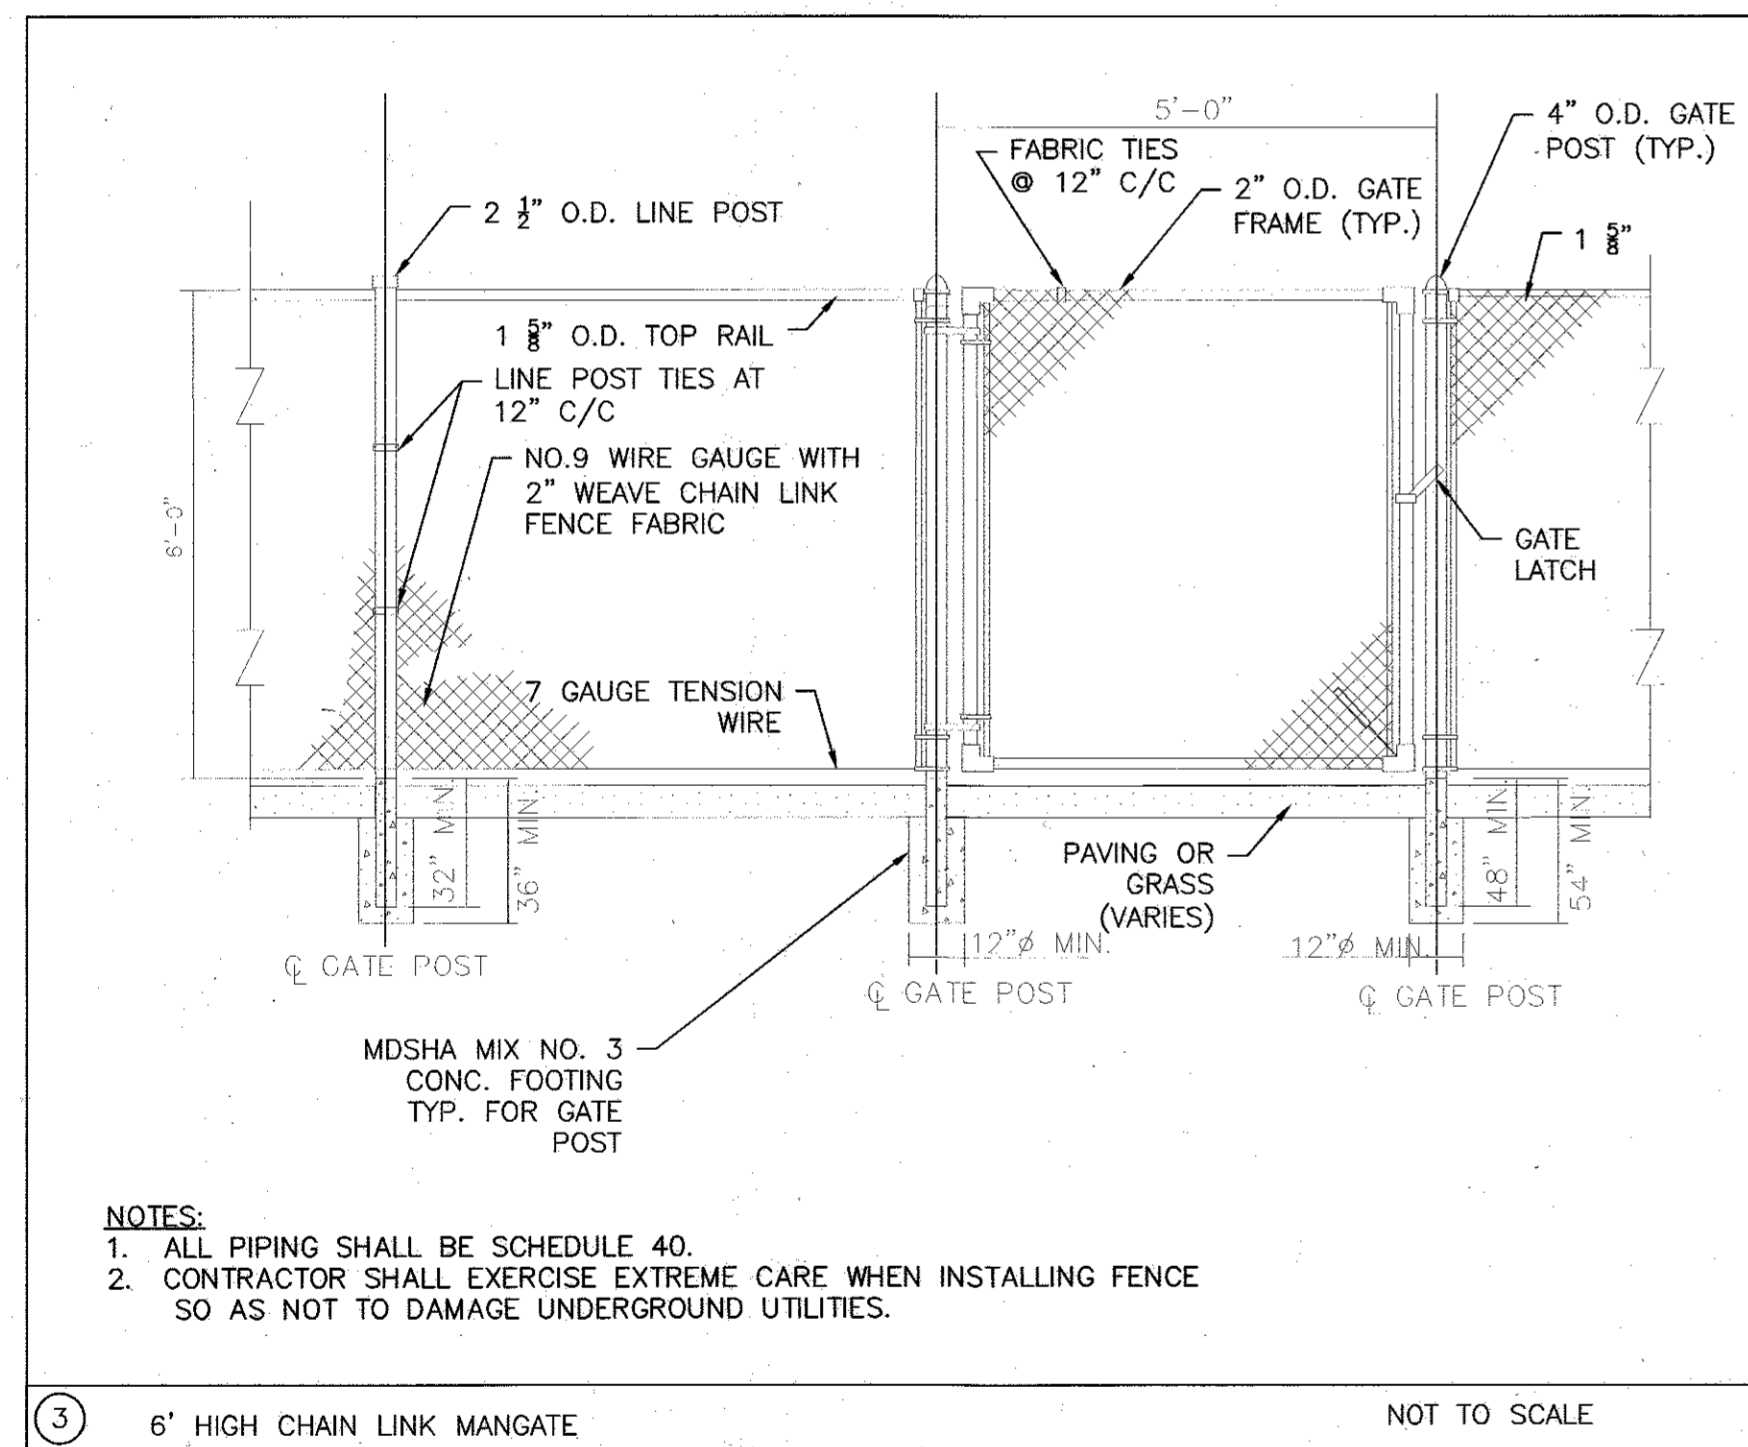 5'-0"
4" O.D. GATE
POST (TYP.)
FABRIC TIES
@ 12" C/C
2" O.D. GATE
FRAME (TYP.)
2 1/2" O.D. LINE POST
1 5/8"
1 5/8" O.D. TOP RAIL
LINE POST TIES AT
12" C/C
NO.9 WIRE GAUGE WITH
2" WEAVE CHAIN LINK
FENCE FABRIC
6'-0"
GATE
LATCH
7 GAUGE TENSION
WIRE
32" MIN.
36" MIN.
48" MIN.
54" MIN.
PAVING OR
GRASS
(VARIES)
12"ø MIN.
12"ø MIN.
℄ GATE POST
℄ GATE POST
℄ GATE POST
MDSHA MIX NO. 3
CONC. FOOTING
TYP. FOR GATE
POST
NOTES:
1. ALL PIPING SHALL BE SCHEDULE 40.
2. CONTRACTOR SHALL EXERCISE EXTREME CARE WHEN INSTALLING FENCE
SO AS NOT TO DAMAGE UNDERGROUND UTILITIES.
3 6' HIGH CHAIN LINK MANGATE
NOT TO SCALE